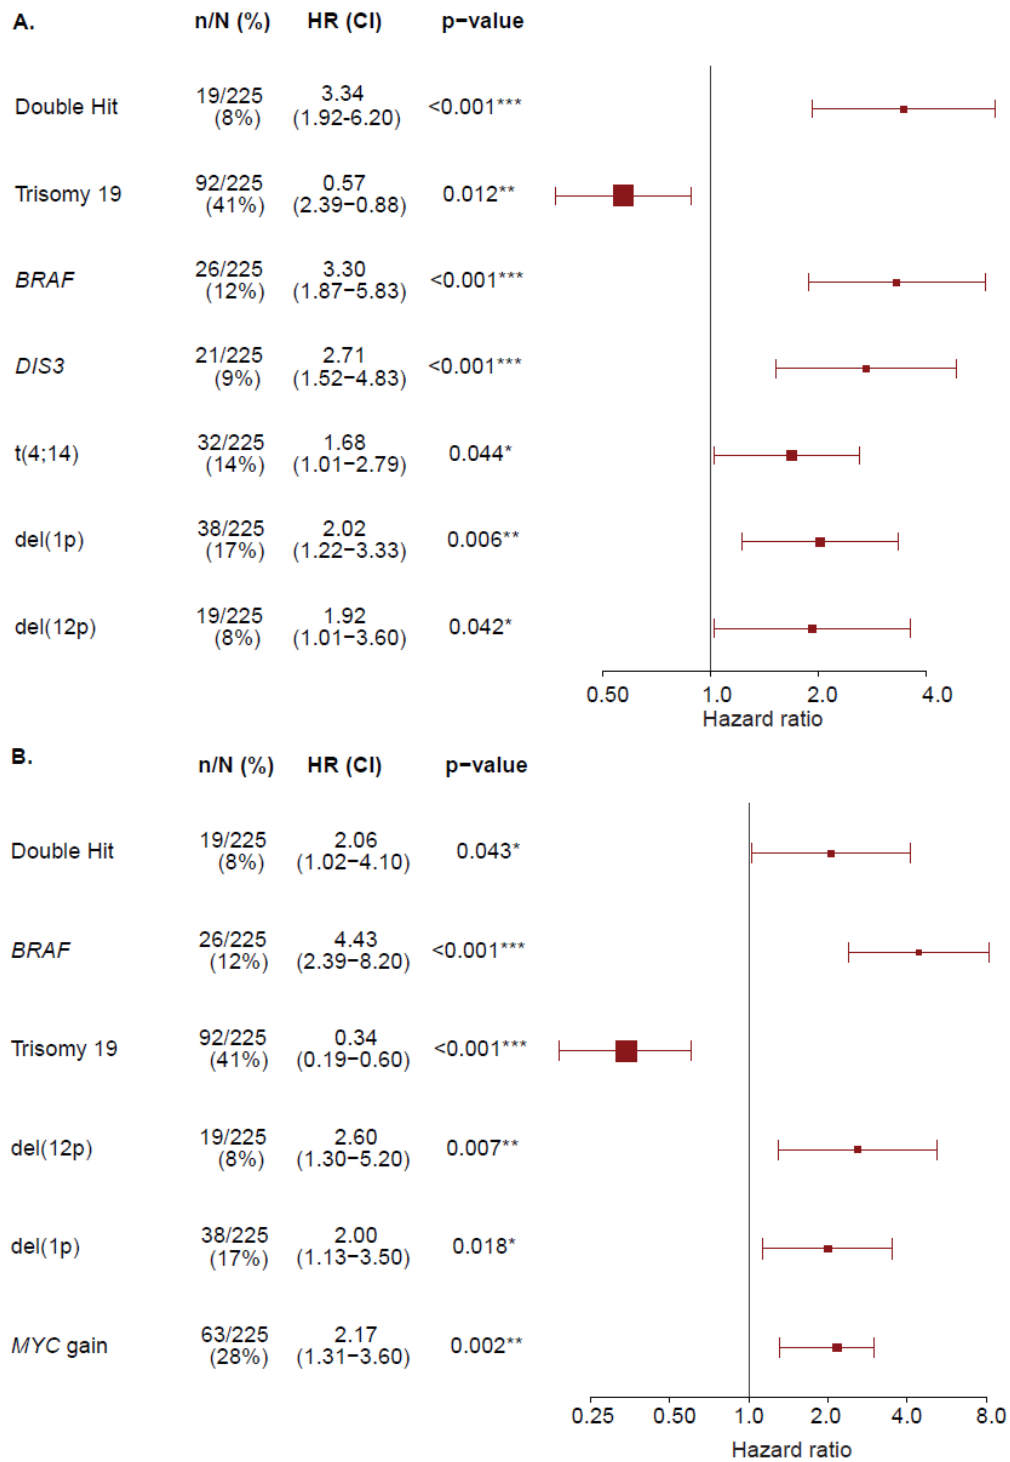 A. n/N (%) HR (CI) p−value
Double Hit 19/225 (8%) 3.34 (1.92-6.20) <0.001***
Trisomy 19 92/225 (41%) 0.57 (2.39−0.88) 0.012**
BRAF 26/225 (12%) 3.30 (1.87−5.83) <0.001***
DIS3 21/225 (9%) 2.71 (1.52−4.83) <0.001***
t(4;14) 32/225 (14%) 1.68 (1.01−2.79) 0.044*
del(1p) 38/225 (17%) 2.02 (1.22−3.33) 0.006**
del(12p) 19/225 (8%) 1.92 (1.01−3.60) 0.042*
0.50 1.0 2.0 4.0
Hazard ratio
B. n/N (%) HR (CI) p−value
Double Hit 19/225 (8%) 2.06 (1.02−4.10) 0.043*
BRAF 26/225 (12%) 4.43 (2.39−8.20) <0.001***
Trisomy 19 92/225 (41%) 0.34 (0.19−0.60) <0.001***
del(12p) 19/225 (8%) 2.60 (1.30−5.20) 0.007**
del(1p) 38/225 (17%) 2.00 (1.13−3.50) 0.018*
MYC gain 63/225 (28%) 2.17 (1.31−3.60) 0.002**
0.25 0.50 1.0 2.0 4.0 8.0
Hazard ratio